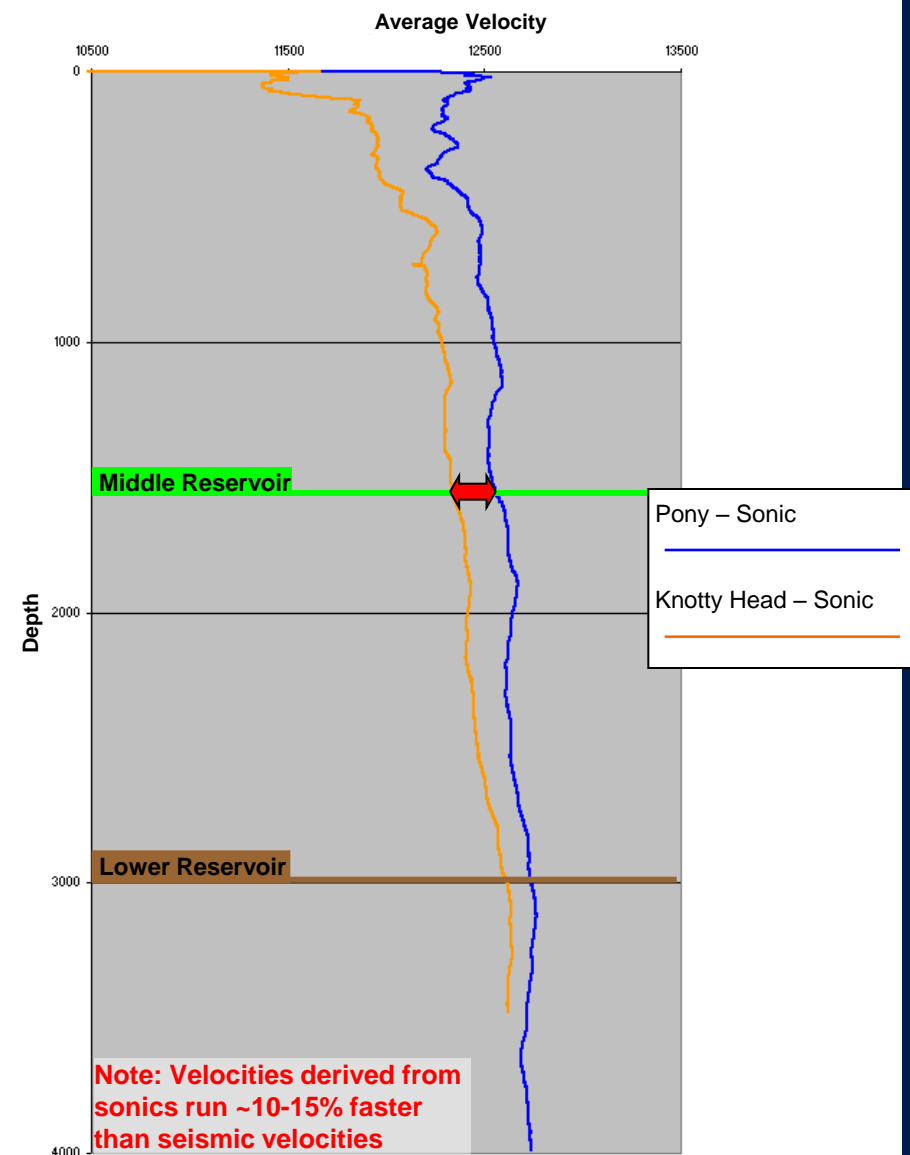 Average Velocity
10500 11500 12500 13500
0
1000
Middle Reservoir
Pony – Sonic
Knotty Head – Sonic
2000
Depth
Lower Reservoir
3000
Note: Velocities derived from
sonics run ~10-15% faster
than seismic velocities
4000